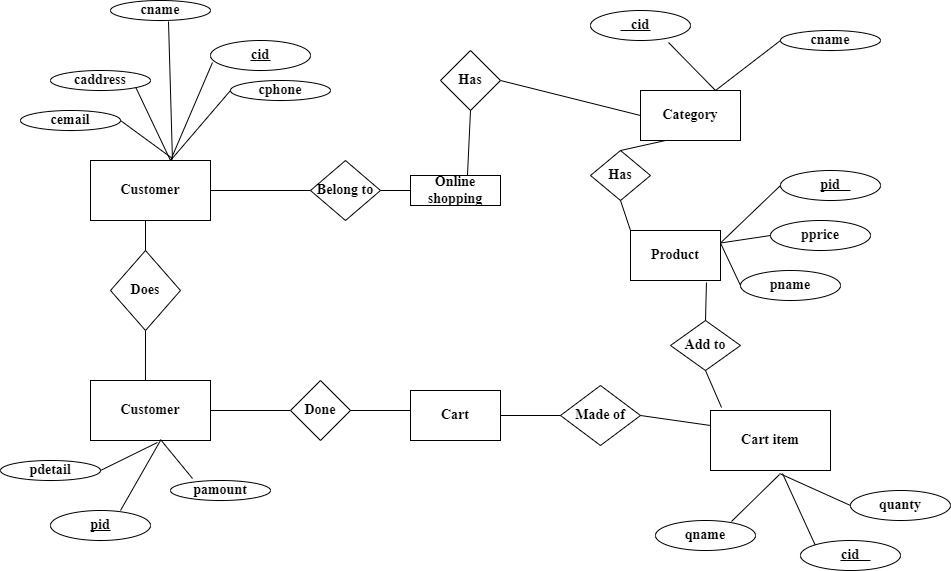 cname
cid
cid
cname
caddress
cphone
Has
cemail
Category
Customer
Belong to
Online
shopping
Has
pid
pprice
Product
pname
Does
Add to
Customer
Done
Cart
Made of
Cart item
pdetail
pamount
pid
quanty
qname
cid